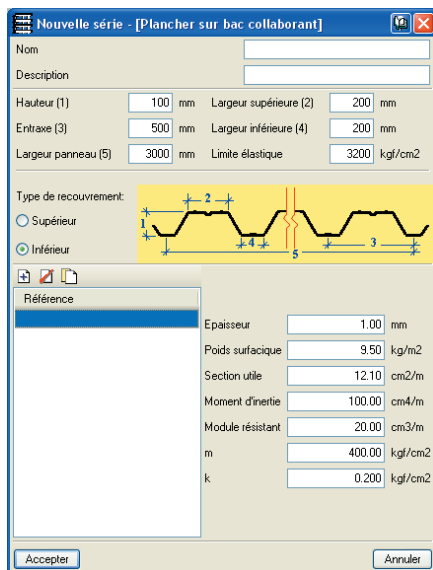 Nouvelle série - [Plancher sur bac collaborant]
Nom
Description
Hauteur (1) 100 mm Largeur supérieure (2) 200 mm
Entraxe (3) 500 mm Largeur inférieure (4) 200 mm
Largeur panneau (5) 3000 mm Limite élastique 3200 kgf/cm2
Type de recouvrement:
Supérieur
Inférieur
2
1
4
3
5
Référence
Epaisseur 1.00 mm
Poids surfacique 9.50 kg/m2
Section utile 12.10 cm2/m
Moment d'inertie 100.00 cm4/m
Module résistant 20.00 cm3/m
m 400.00 kgf/cm2
k 0.200 kgf/cm2
Accepter Annuler